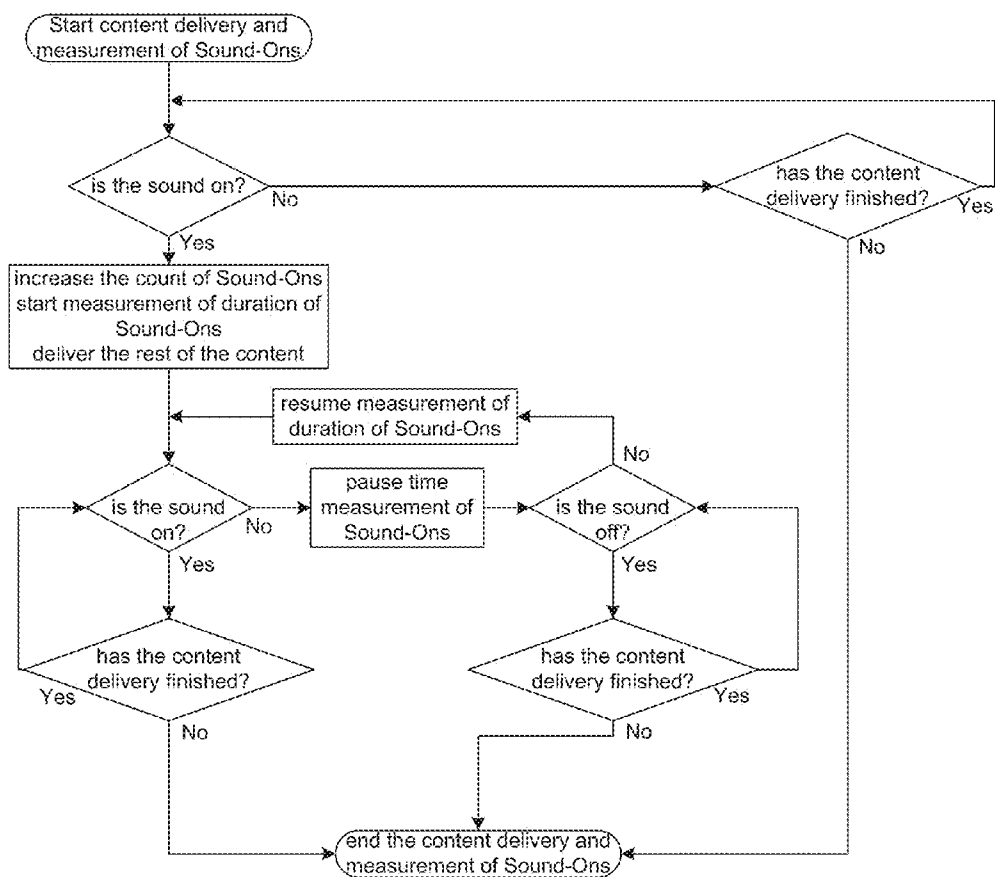 Start content delivery and
measurement of Sound-Ons
is the sound on?
No
has the content
delivery finished?
Yes
Yes
No
increase the count of Sound-Ons
start measurement of duration of
Sound-Ons
deliver the rest of the content
resume measurement of
duration of Sound-Ons
No
is the sound
on?
No
pause time
measurement of
Sound-Ons
is the sound
off?
Yes
Yes
has the content
delivery finished?
Yes
No
has the content
delivery finished?
Yes
No
end the content delivery and
measurement of Sound-Ons